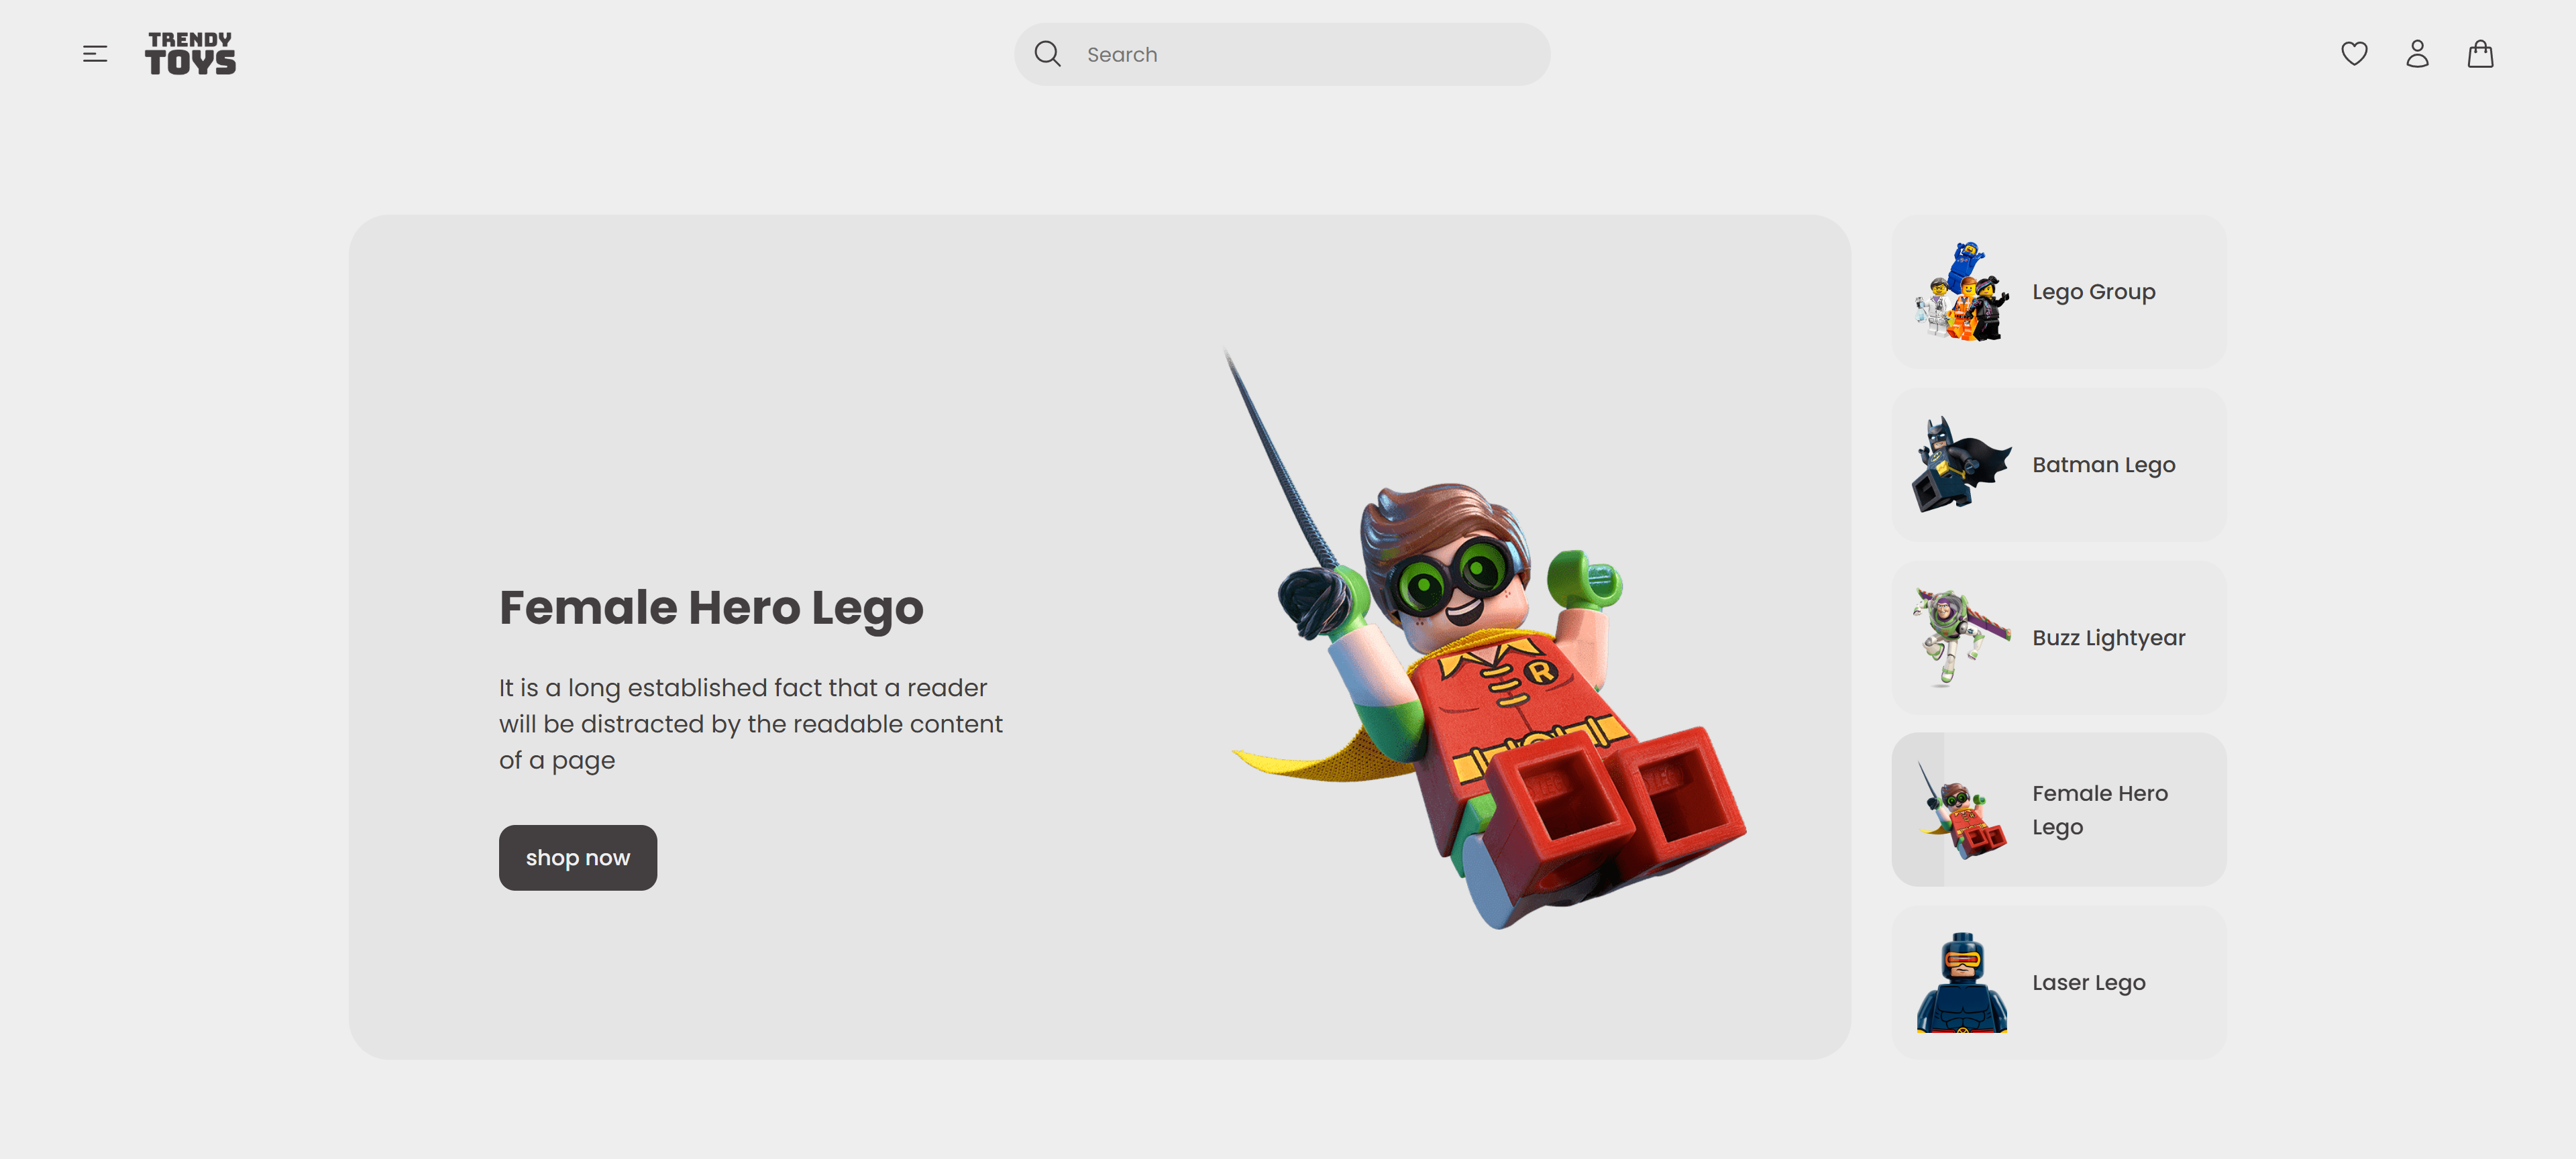 TRENDY
TOYS
Search
Female Hero Lego
It is a long established fact that a reader
will be distracted by the readable content
of a page
shop now
R
Lego Group
Batman Lego
Buzz Lightyear
Female Hero
Lego
Laser Lego